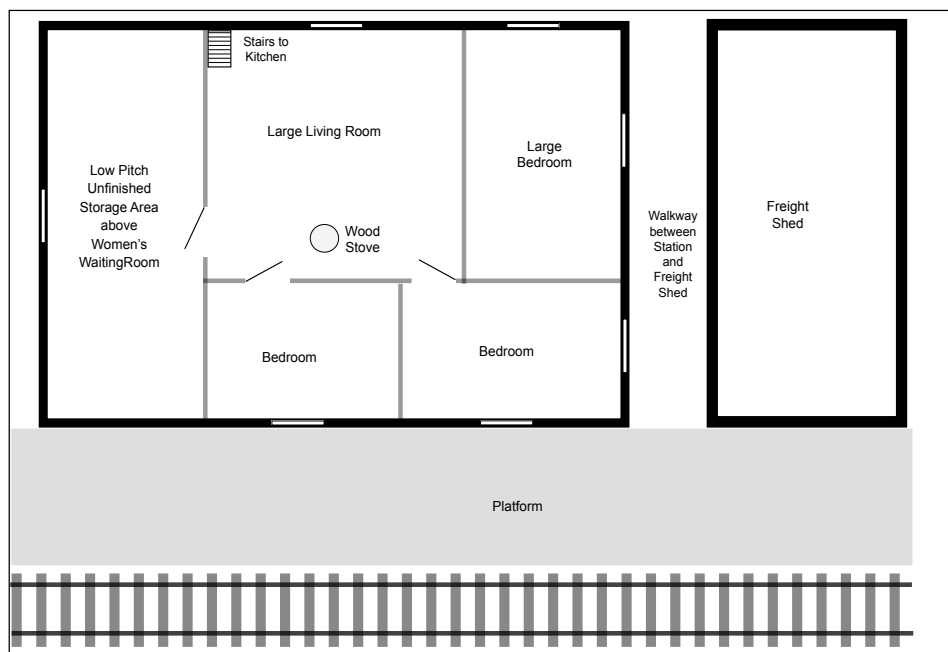 Stairs to
Kitchen
Large Living Room
Large
Bedroom
Low Pitch
Unfinished
Storage Area
above
Women's
WaitingRoom
Wood
Stove
Walkway
between
Station
and
Freight
Shed
Freight
Shed
Bedroom
Bedroom
Platform